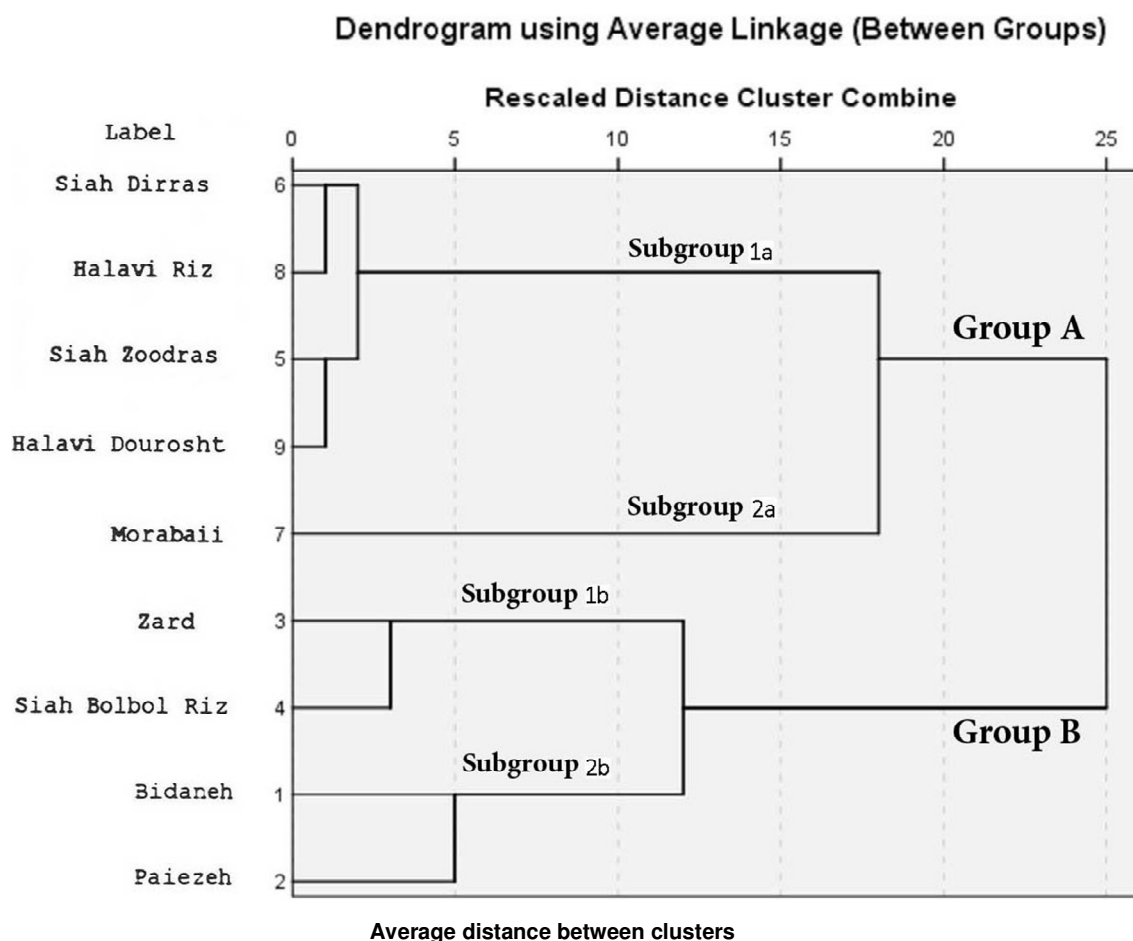 Dendrogram using Average Linkage (Between Groups)
Rescaled Distance Cluster Combine
Label 0 5 10 15 20 25
Siah Dirras 6
Subgroup 1a
Halavi Riz 8
Group A
Siah Zoodras 5
Halavi Dourosht 9
Subgroup 2a
Morabaii 7
Subgroup 1b
Zard 3
Siah Bolbol Riz 4
Group B
Subgroup 2b
Bidaneh 1
Paiezeh 2
Average distance between clusters